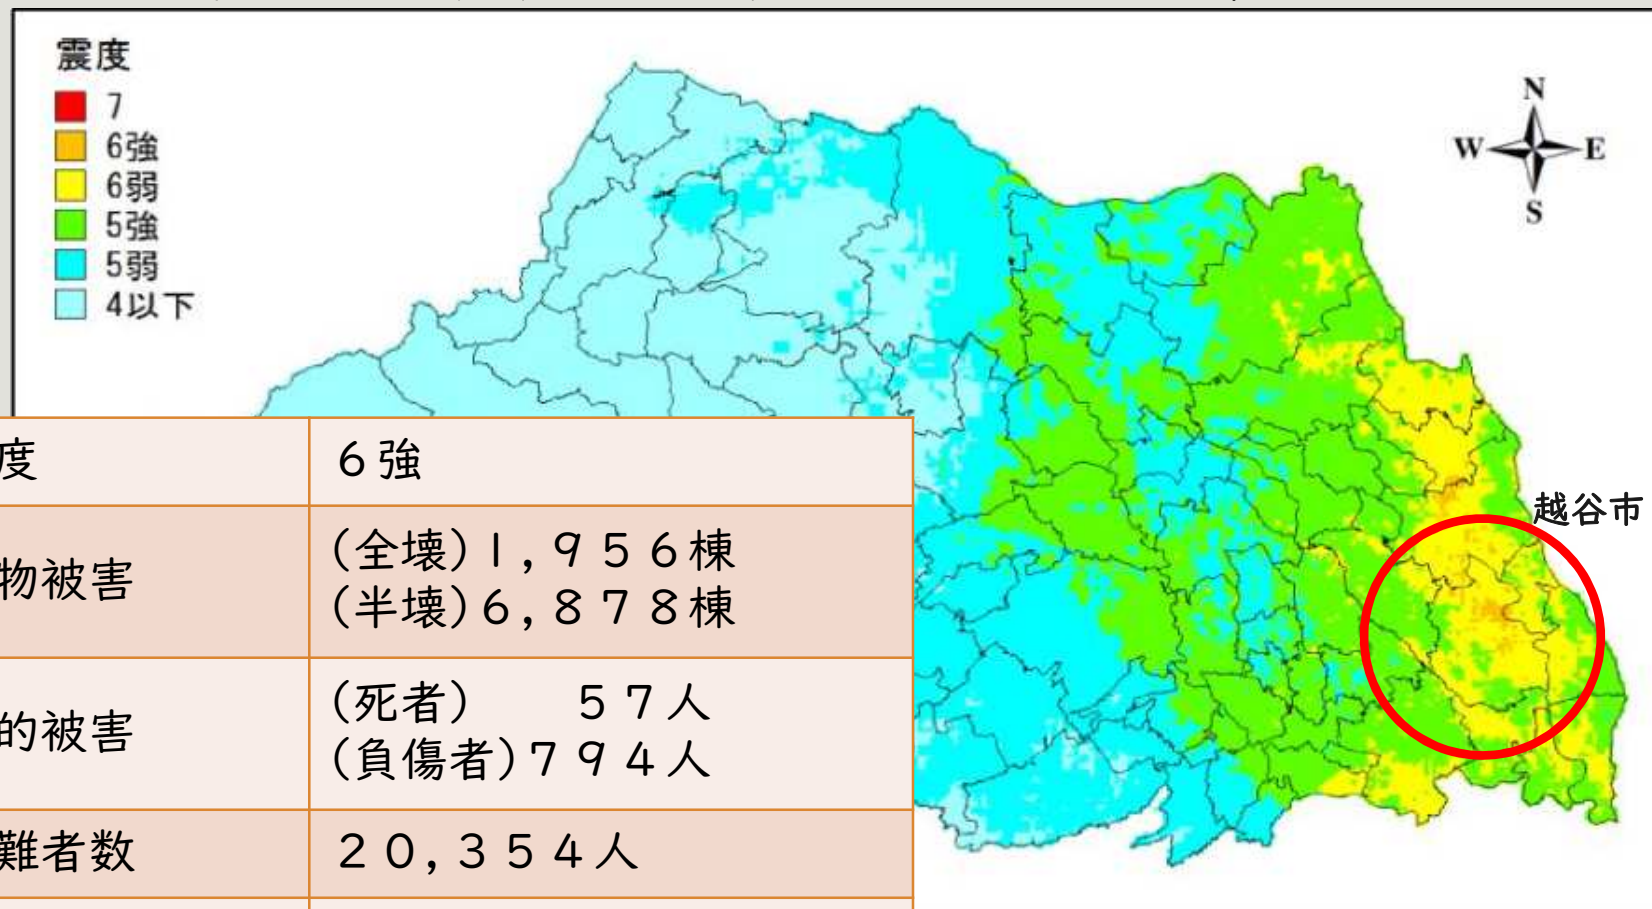 震度
7
6強
6弱
5強
5弱
4以下
N
W E
S
越谷市
度 6強
物被害 (全壊)1,956棟
(半壊)6,878棟
的被害 (死者) 57人
(負傷者)794人
難者数 20,354人